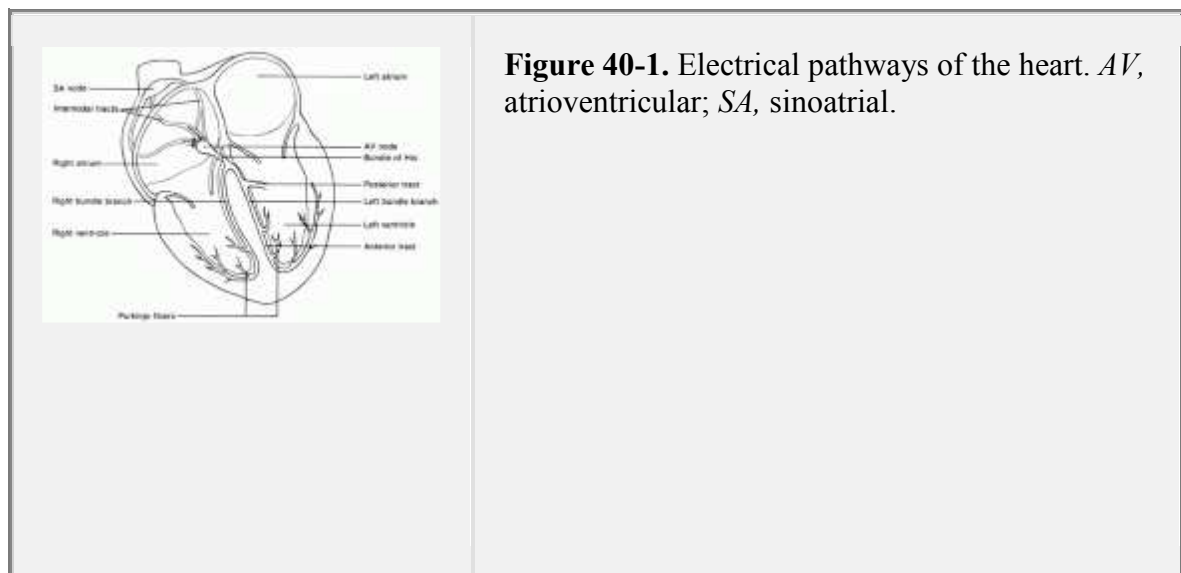 SA node
Internodal tracts
Right atrium
Right bundle branch
Right ventricle
Purkinje fibers
Left atrium
AV node
Bundle of His
Posterior tract
Left bundle branch
Left ventricle
Anterior tract
Figure 40-1. Electrical pathways of the heart. AV,
atrioventricular; SA, sinoatrial.